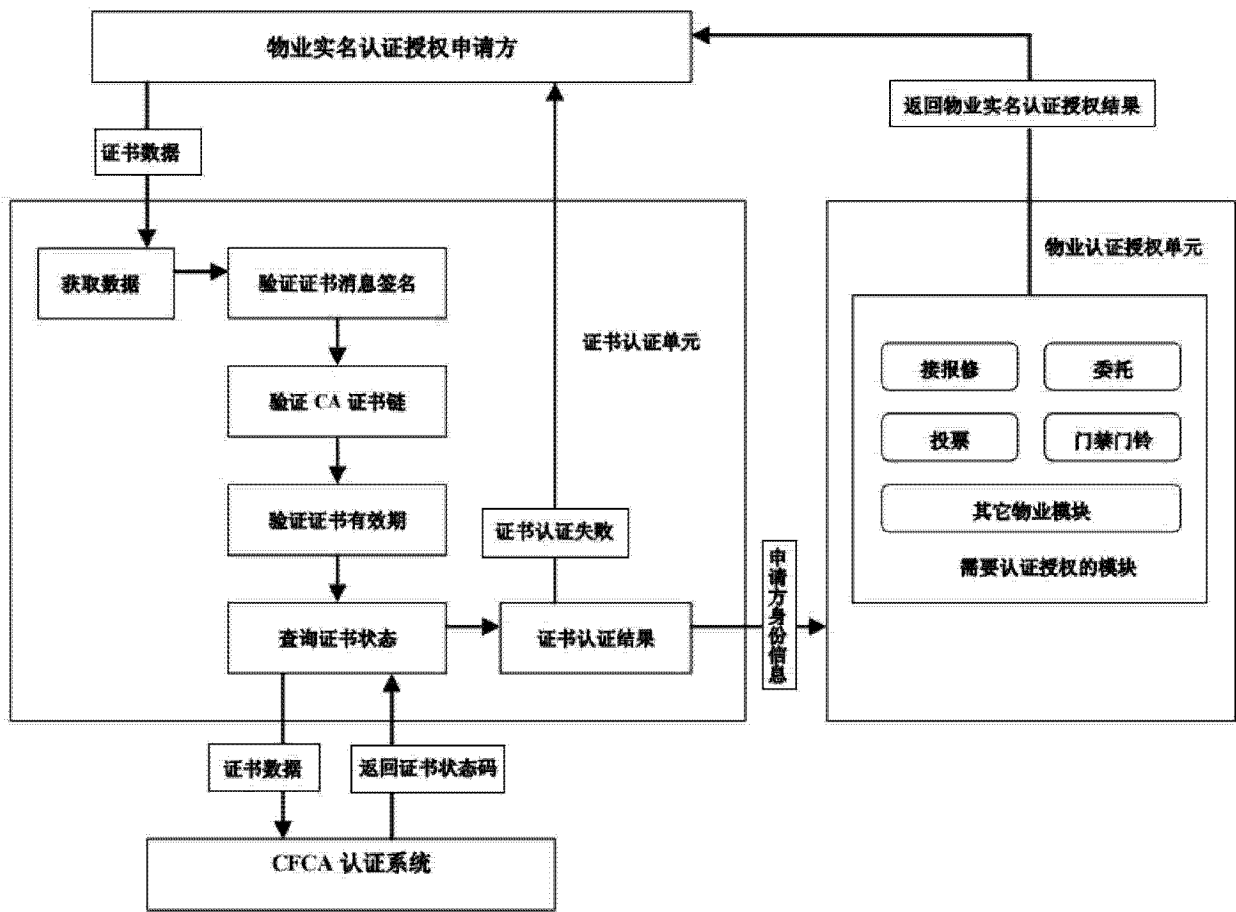 物业实名认证授权申请方
返回物业实名认证授权结果
证书数据
物业认证授权单元
获取数据
验证证书消息签名
证书认证单元
接报修
委托
验证 CA 证书链
投票
门禁门铃
验证证书有效期
其它物业模块
证书认证失败
需要认证授权的模块
申请方身份信息
查询证书状态
证书认证结果
证书数据
返回证书状态码
CFCA 认证系统